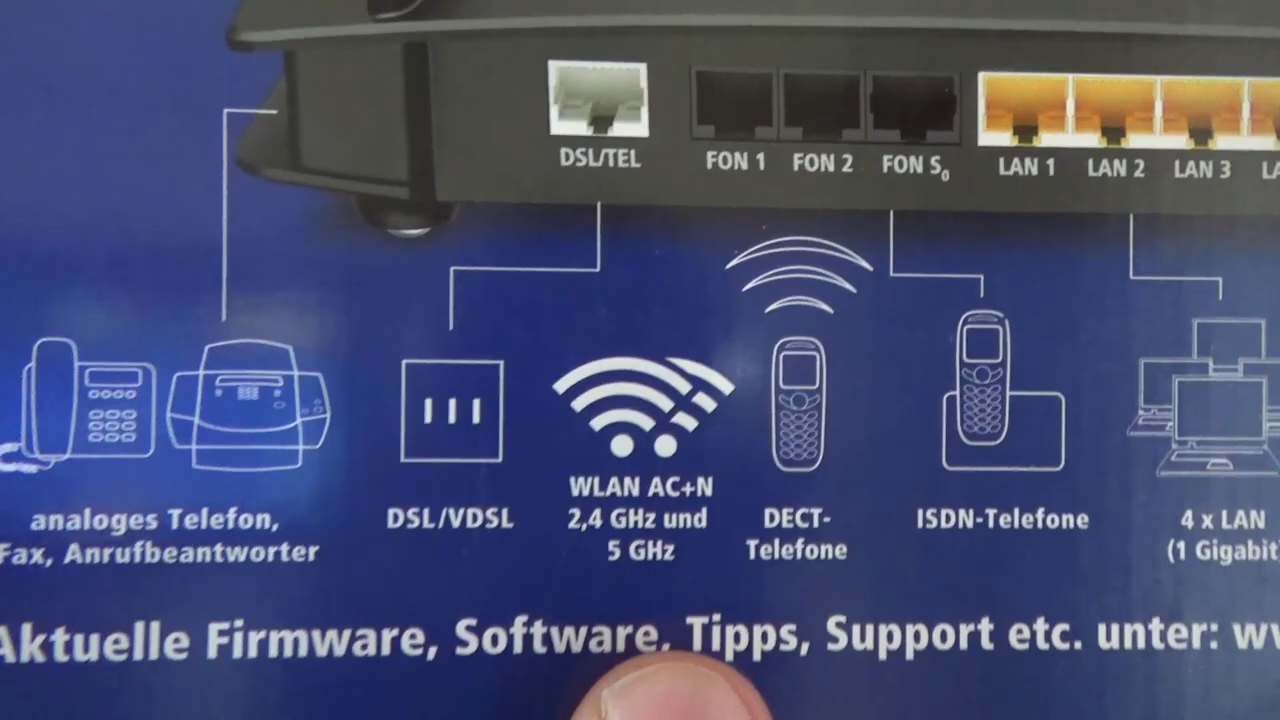 DSL/TEL FON 1 FON 2 FON S0 LAN 1 LAN 2 LAN 3
analoges Telefon,
Fax, Anrufbeantworter
DSL/VDSL
WLAN AC+N
2,4 GHz und
5 GHz
DECT-
Telefone
ISDN-Telefone
4 x LAN
(1 Gigabit
Aktuelle Firmware, Software, Tipps, Support etc. unter: